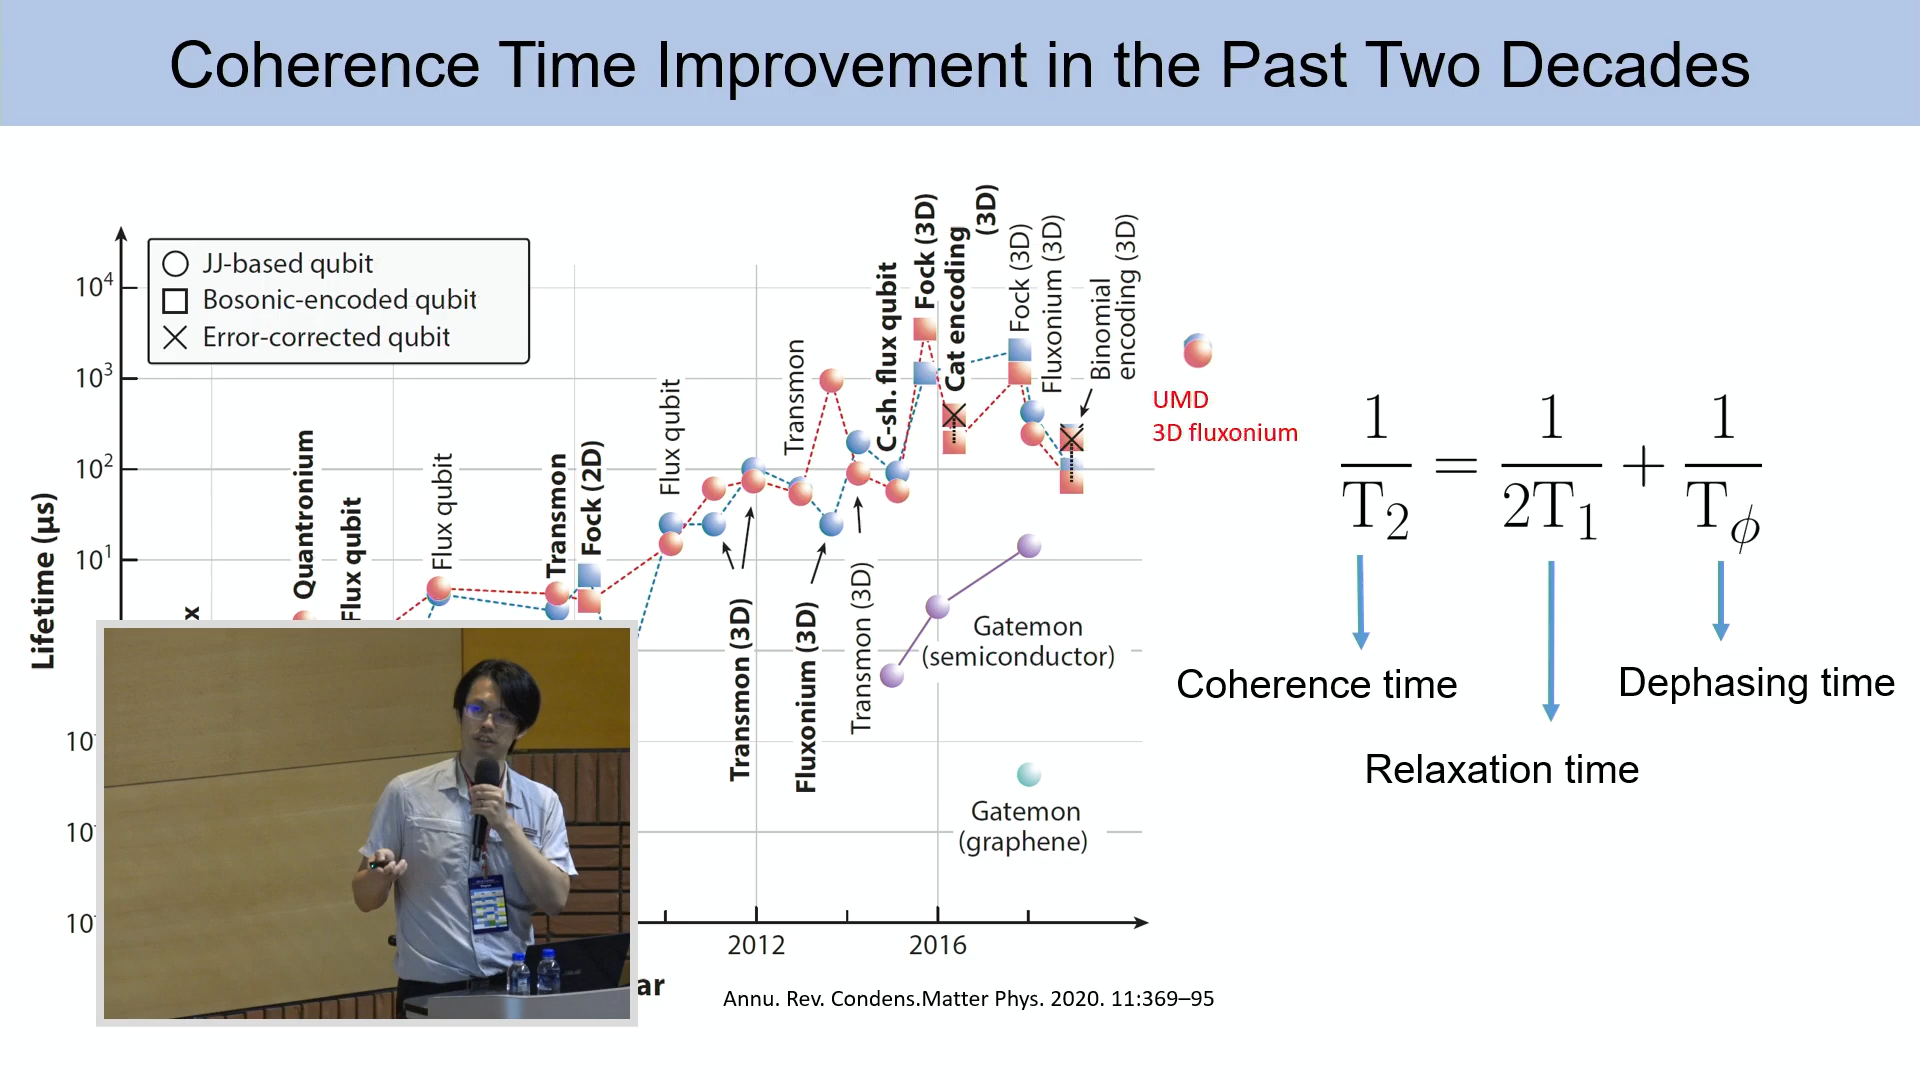 Coherence Time Improvement in the Past Two Decades
JJ-based qubit
Bosonic-encoded qubit
Error-corrected qubit
Lifetime (μs)
10⁴
10³
10²
10¹
10
10
10
x
Quantronium
Flux qubit
Flux qubit
Transmon
Fock (2D)
Flux qubit
Transmon (3D)
Transmon
Fluxonium (3D)
Transmon (3D)
C-sh. flux qubit
Fock (3D)
Cat encoding
(3D)
Fock (3D)
Fluxonium (3D)
Binomial
encoding (3D)
Gatemon
(semiconductor)
Gatemon
(graphene)
2012
2016
ar
UMD
3D fluxonium
1/T₂ = 1/2T₁ + 1/Tϕ
Coherence time
Dephasing time
Relaxation time
Annu. Rev. Condens.Matter Phys. 2020. 11:369–95